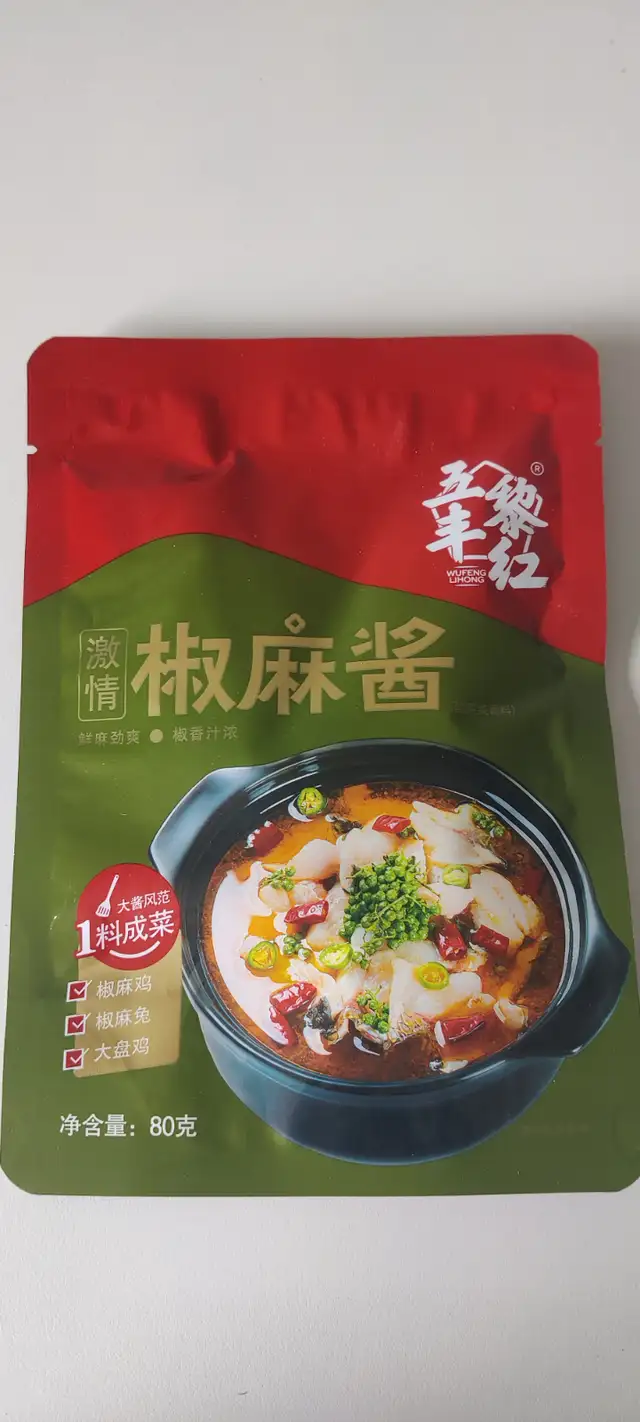 五丰
黎红
®
WUFENG
LIHONG
激情
椒麻酱
鲜麻劲爽 ● 椒香汁浓
大酱风范
1料成菜
椒麻鸡
椒麻兔
大盘鸡
净含量：80克